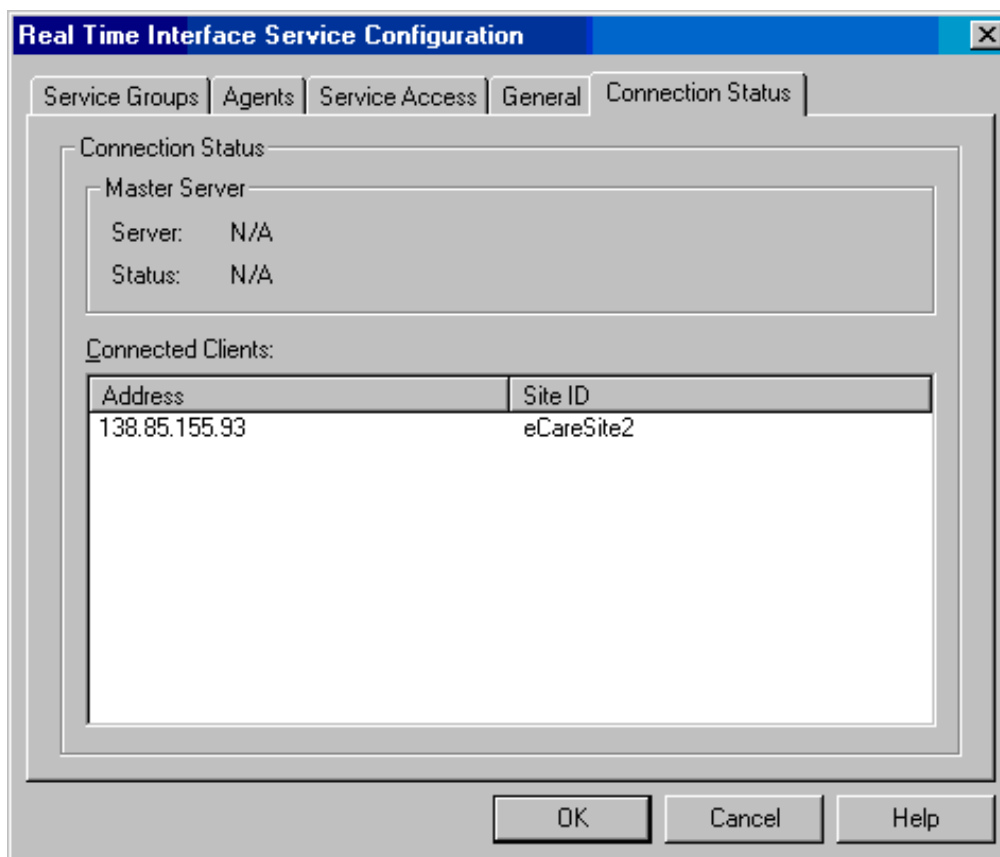 Real Time Interface Service Configuration
Service Groups Agents Service Access General Connection Status
Connection Status
Master Server
Server: N/A
Status: N/A
Connected Clients:
Address Site ID
138.85.155.93 eCareSite2
OK Cancel Help